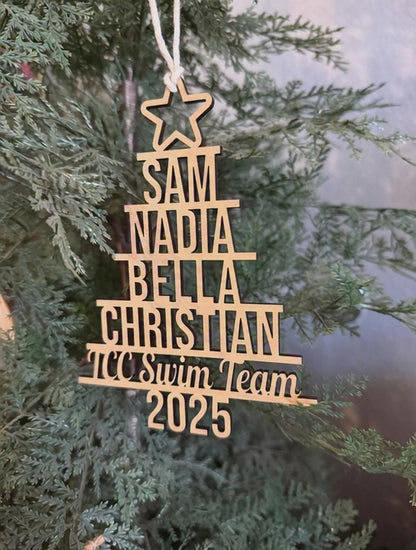 SAM
NADIA
BELLA
CHRISTIAN
TCC Swim Team
2025